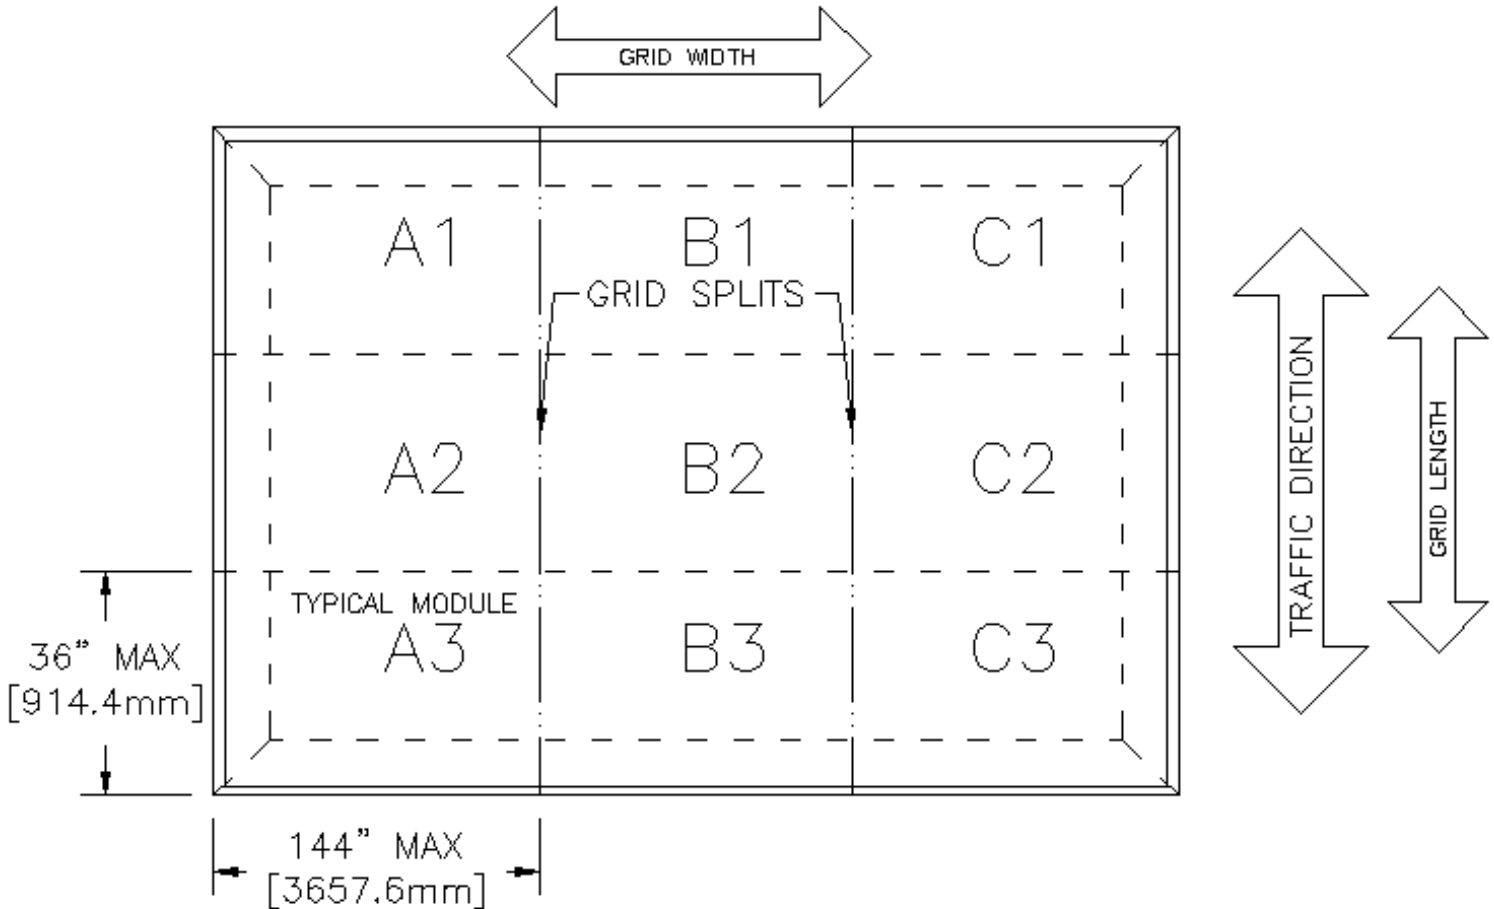 GRID WIDTH
A1 B1 C1
GRID SPLITS
TRAFFIC DIRECTION
GRID LENGTH
A2 B2 C2
TYPICAL MODULE
A3 B3 C3
36” MAX
[914.4mm]
144” MAX
[3657.6mm]